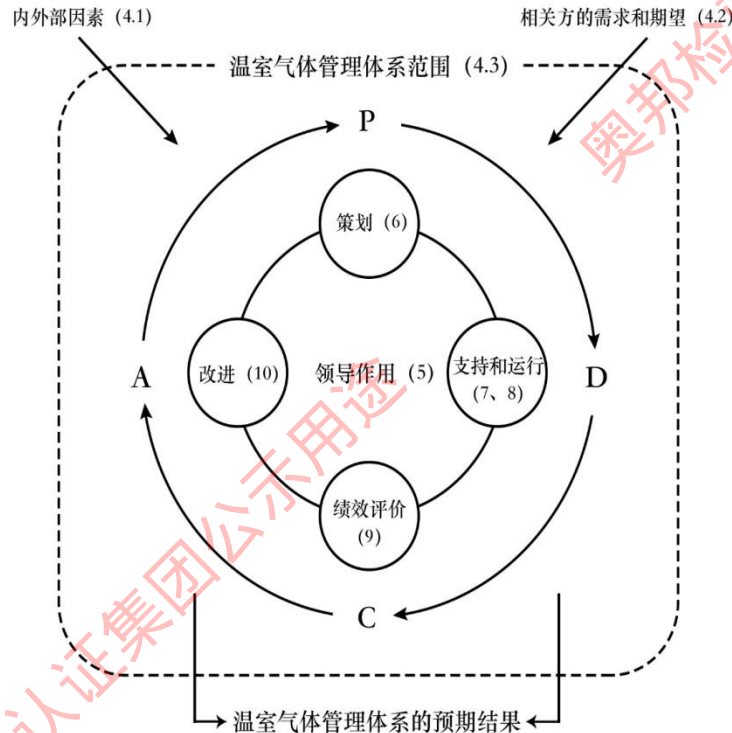 内外部因素（4.1）
相关方的需求和期望（4.2）
温室气体管理体系范围（4.3）
P
策划（6）
A
改进（10）
领导作用（5）
支持和运行
（7、8）
D
绩效评价
（9）
C
温室气体管理体系的预期结果
奥邦检
认证集团公示用途